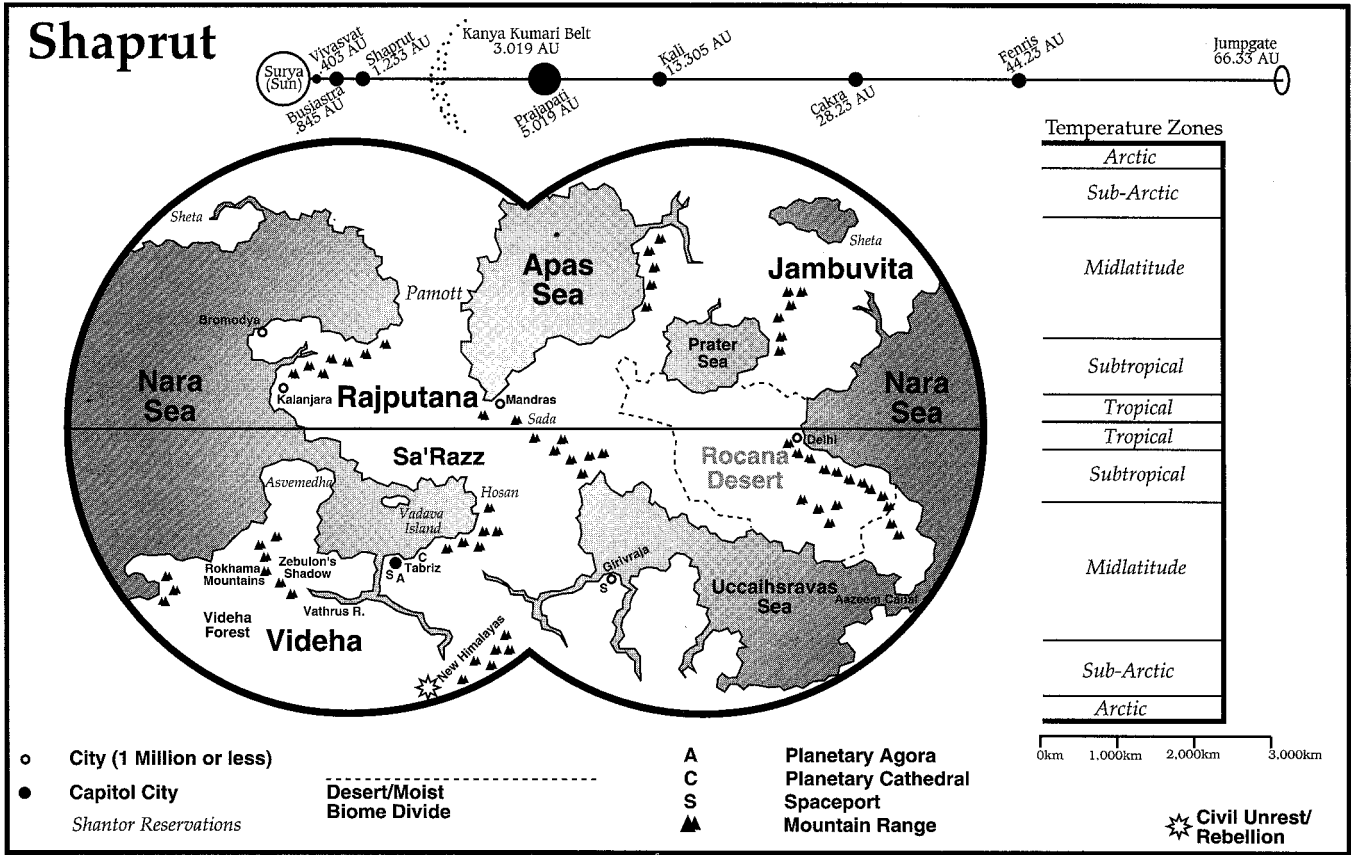 Shaprut
Surya
(Sun)
Vivasvat
.403 AU
Busiastra
.845 AU
Shaprut
1.233 AU
Kanya Kumari Belt
3.019 AU
Prajapati
5.019 AU
Kali
13.305 AU
Cakra
28.23 AU
Fenris
44.23 AU
Jumpgate
66.33 AU
Temperature Zones
Arctic
Sub-Arctic
Midlatitude
Subtropical
Tropical
Tropical
Subtropical
Midlatitude
Sub-Arctic
Arctic
0km
1.000km
2,000km
3.000km
Sheta
Apas
Sea
Sheta
Jambuvita
Pamott
Bromodya
Prater
Sea
Nara
Sea
Kalanjara
Rajputana
Mandras
Sada
Nara
Sea
Delhi
Sa'Razz
Rocana
Desert
Asvemedha
Hosan
Vadava
Island
C
Tabriz
S
A
Rokhama
Mountains
Zebulon's
Shadow
Girivraja
S
Uccaihsravas
Sea
Aazeem Canal
Vathrus R.
Videha
Forest
Videha
New Himalayas
City (1 Million or less)
Capitol City
Shantor Reservations
Desert/Moist
Biome Divide
A Planetary Agora
C Planetary Cathedral
S Spaceport
Mountain Range
Civil Unrest/
Rebellion